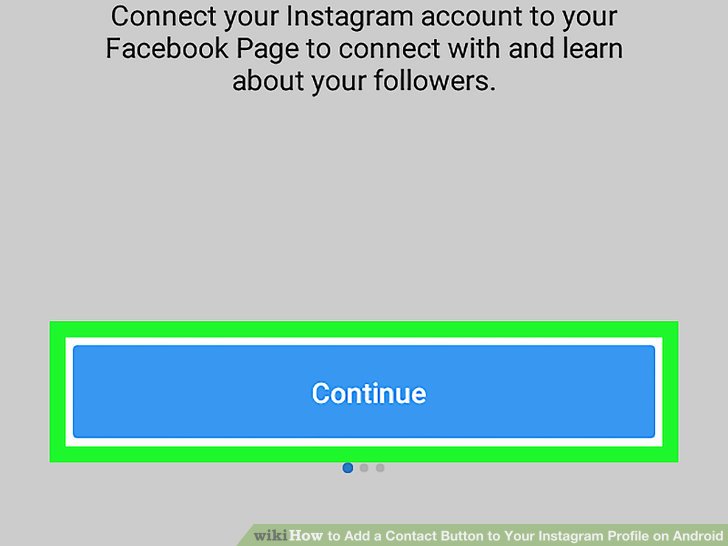 Connect your Instagram account to your
Facebook Page to connect with and learn
about your followers.
Continue
wikiHow to Add a Contact Button to Your Instagram Profile on Android